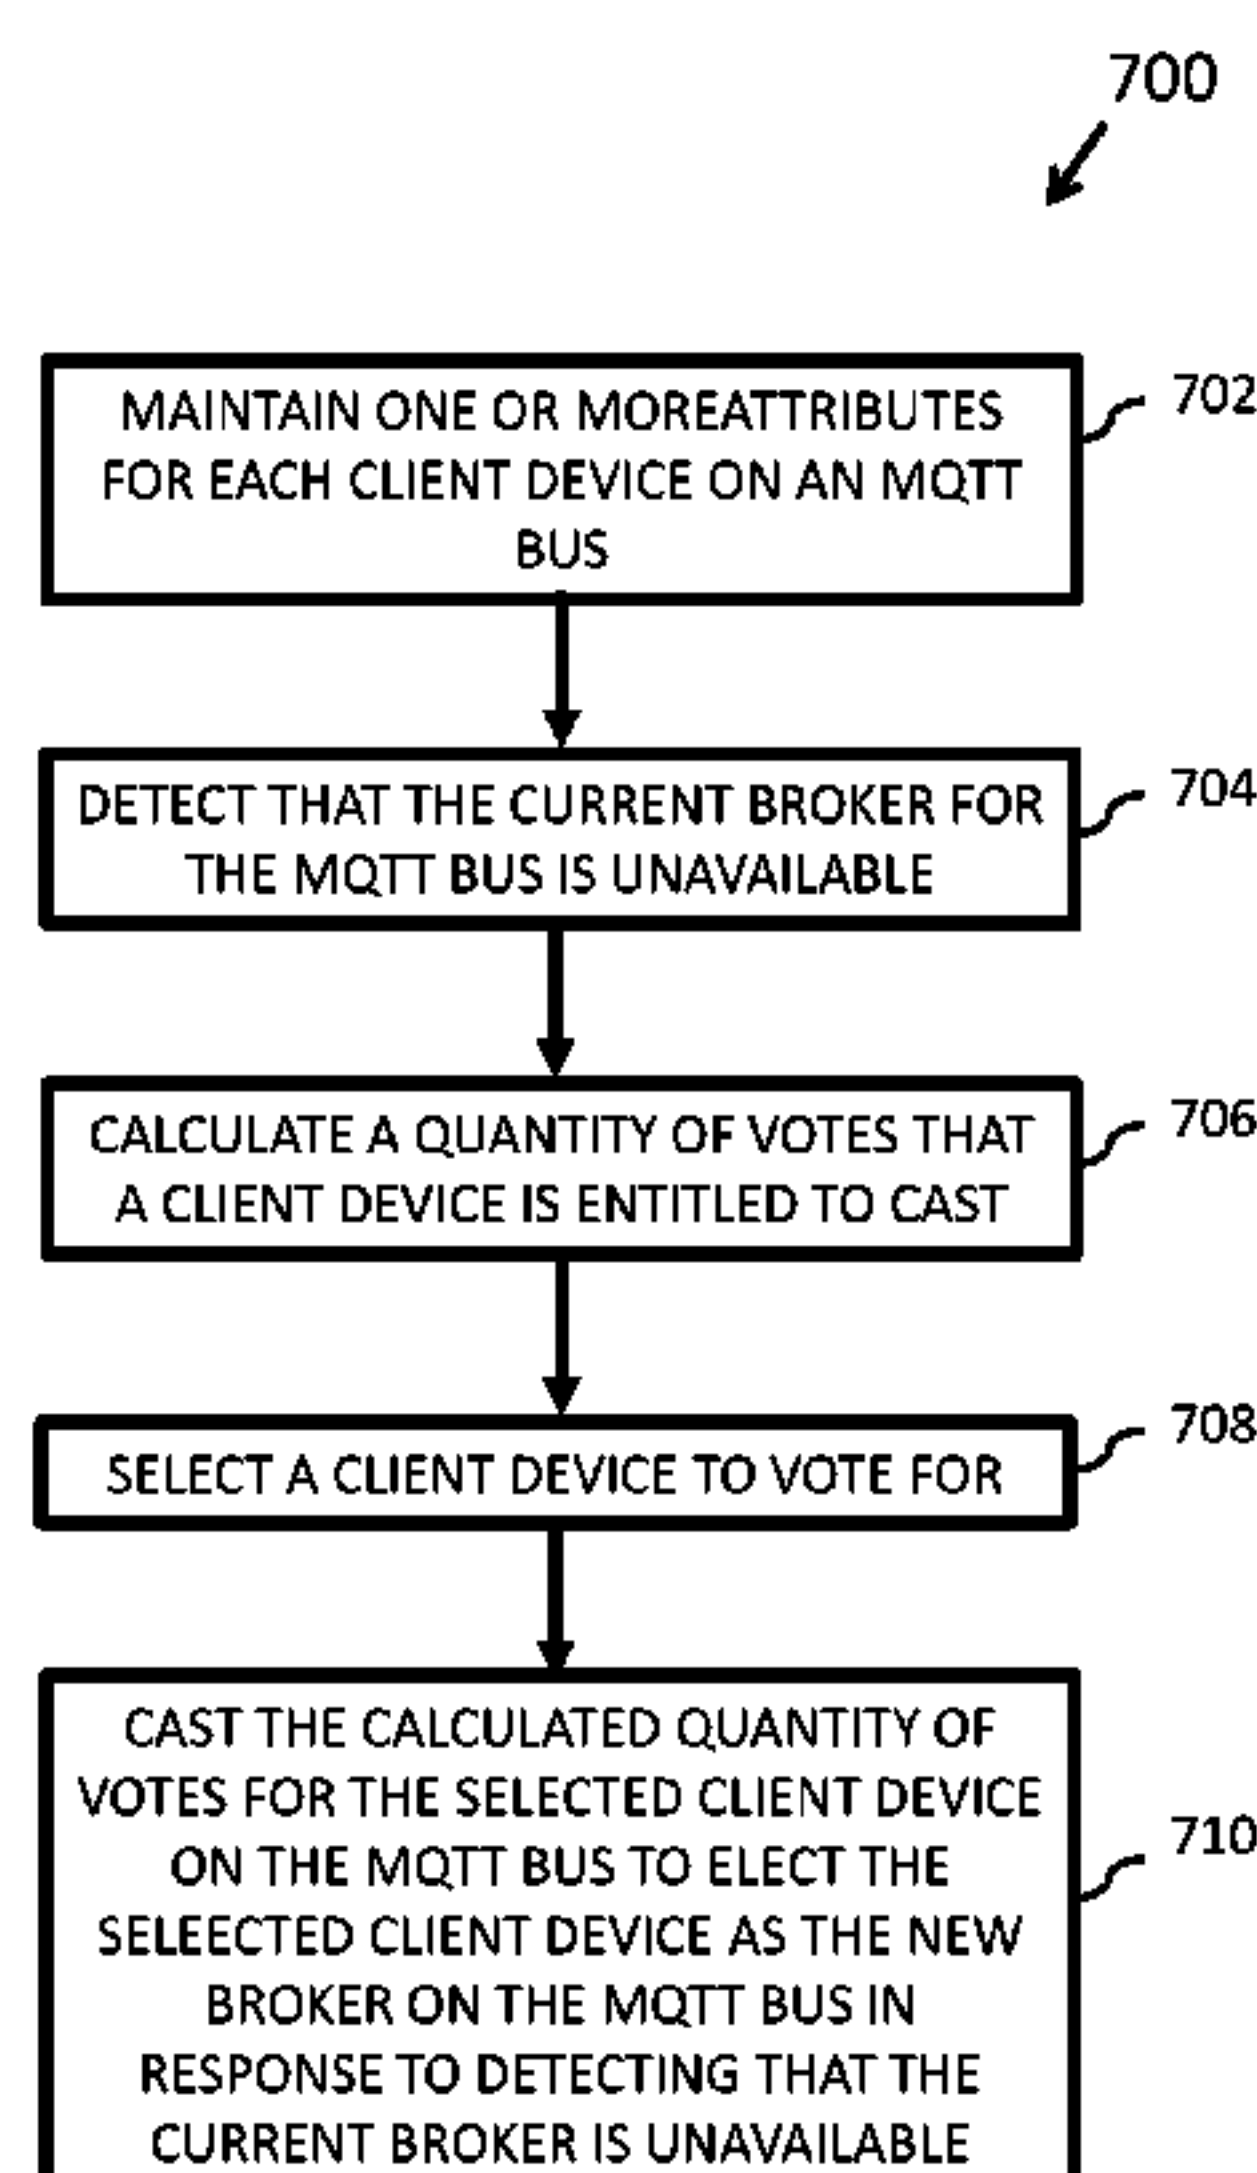 700
MAINTAIN ONE OR MOREATTRIBUTES
FOR EACH CLIENT DEVICE ON AN MQTT
BUS
702
DETECT THAT THE CURRENT BROKER FOR
THE MQTT BUS IS UNAVAILABLE
704
CALCULATE A QUANTITY OF VOTES THAT
A CLIENT DEVICE IS ENTITLED TO CAST
706
SELECT A CLIENT DEVICE TO VOTE FOR
708
CAST THE CALCULATED QUANTITY OF
VOTES FOR THE SELECTED CLIENT DEVICE
ON THE MQTT BUS TO ELECT THE
SELEECTED CLIENT DEVICE AS THE NEW
BROKER ON THE MQTT BUS IN
RESPONSE TO DETECTING THAT THE
CURRENT BROKER IS UNAVAILABLE
710